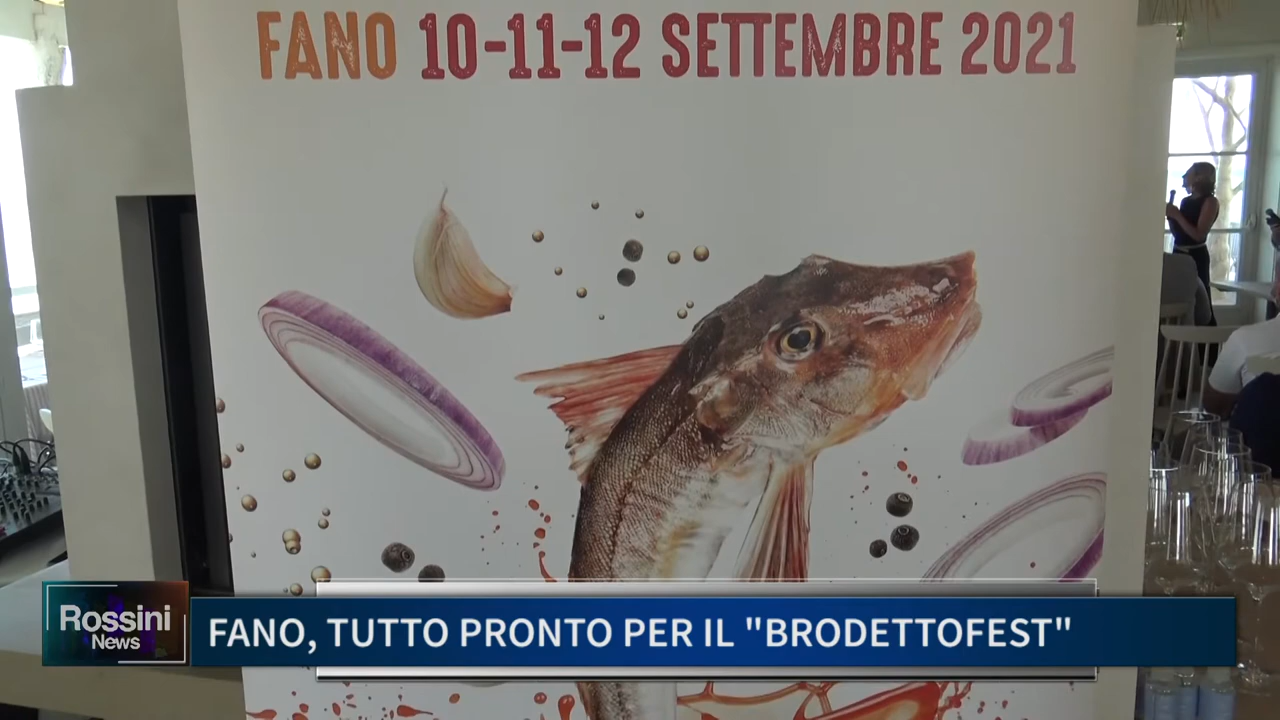 FANO 10-11-12 SETTEMBRE 2021
Rossini
News
FANO, TUTTO PRONTO PER IL "BRODETTOFEST"